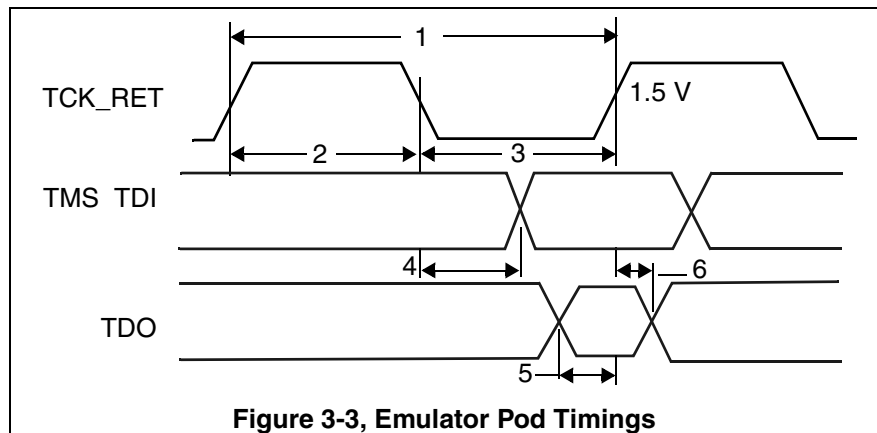 1
TCK_RET
1.5 V
2
3
TMS TDI
4
6
TDO
5
Figure 3-3, Emulator Pod Timings